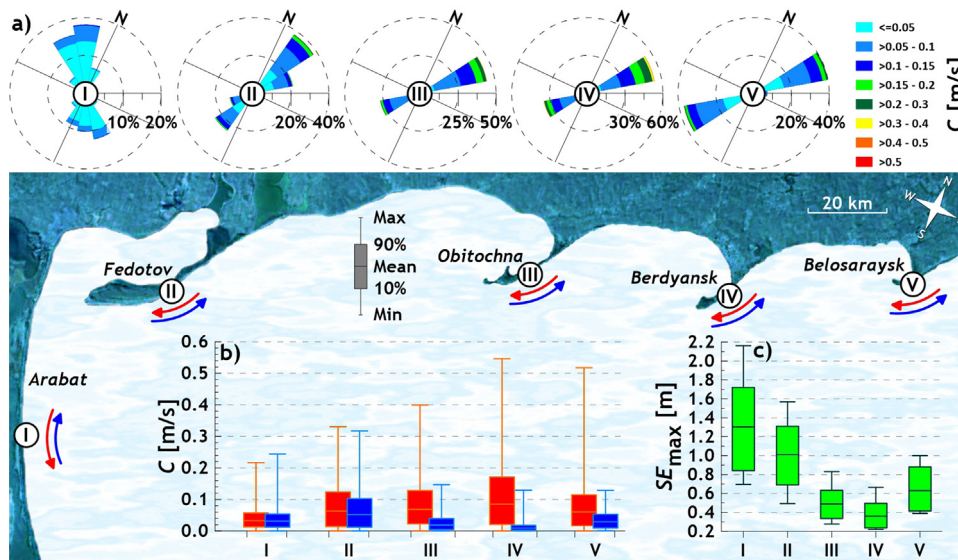 a)
N
N
N
N
N
I
II
III
IV
V
10% 20%
20% 40%
25% 50%
30% 60%
20% 40%
<=0.05
>0.05 - 0.1
>0.1 - 0.15
>0.15 - 0.2
>0.2 - 0.3
>0.3 - 0.4
>0.4 - 0.5
>0.5
C [m/s]
20 km
N
W
S
Max
90%
Mean
10%
Min
Fedotov
II
Obitochna
III
Berdyansk
IV
Belosaraysk
V
Arabat
I
b)
C [m/s]
0.6
0.5
0.4
0.3
0.2
0.1
0.0
I II III IV V
c)
SEmax [m]
2.2
2.0
1.8
1.6
1.4
1.2
1.0
0.8
0.6
0.4
0.2
I II III IV V